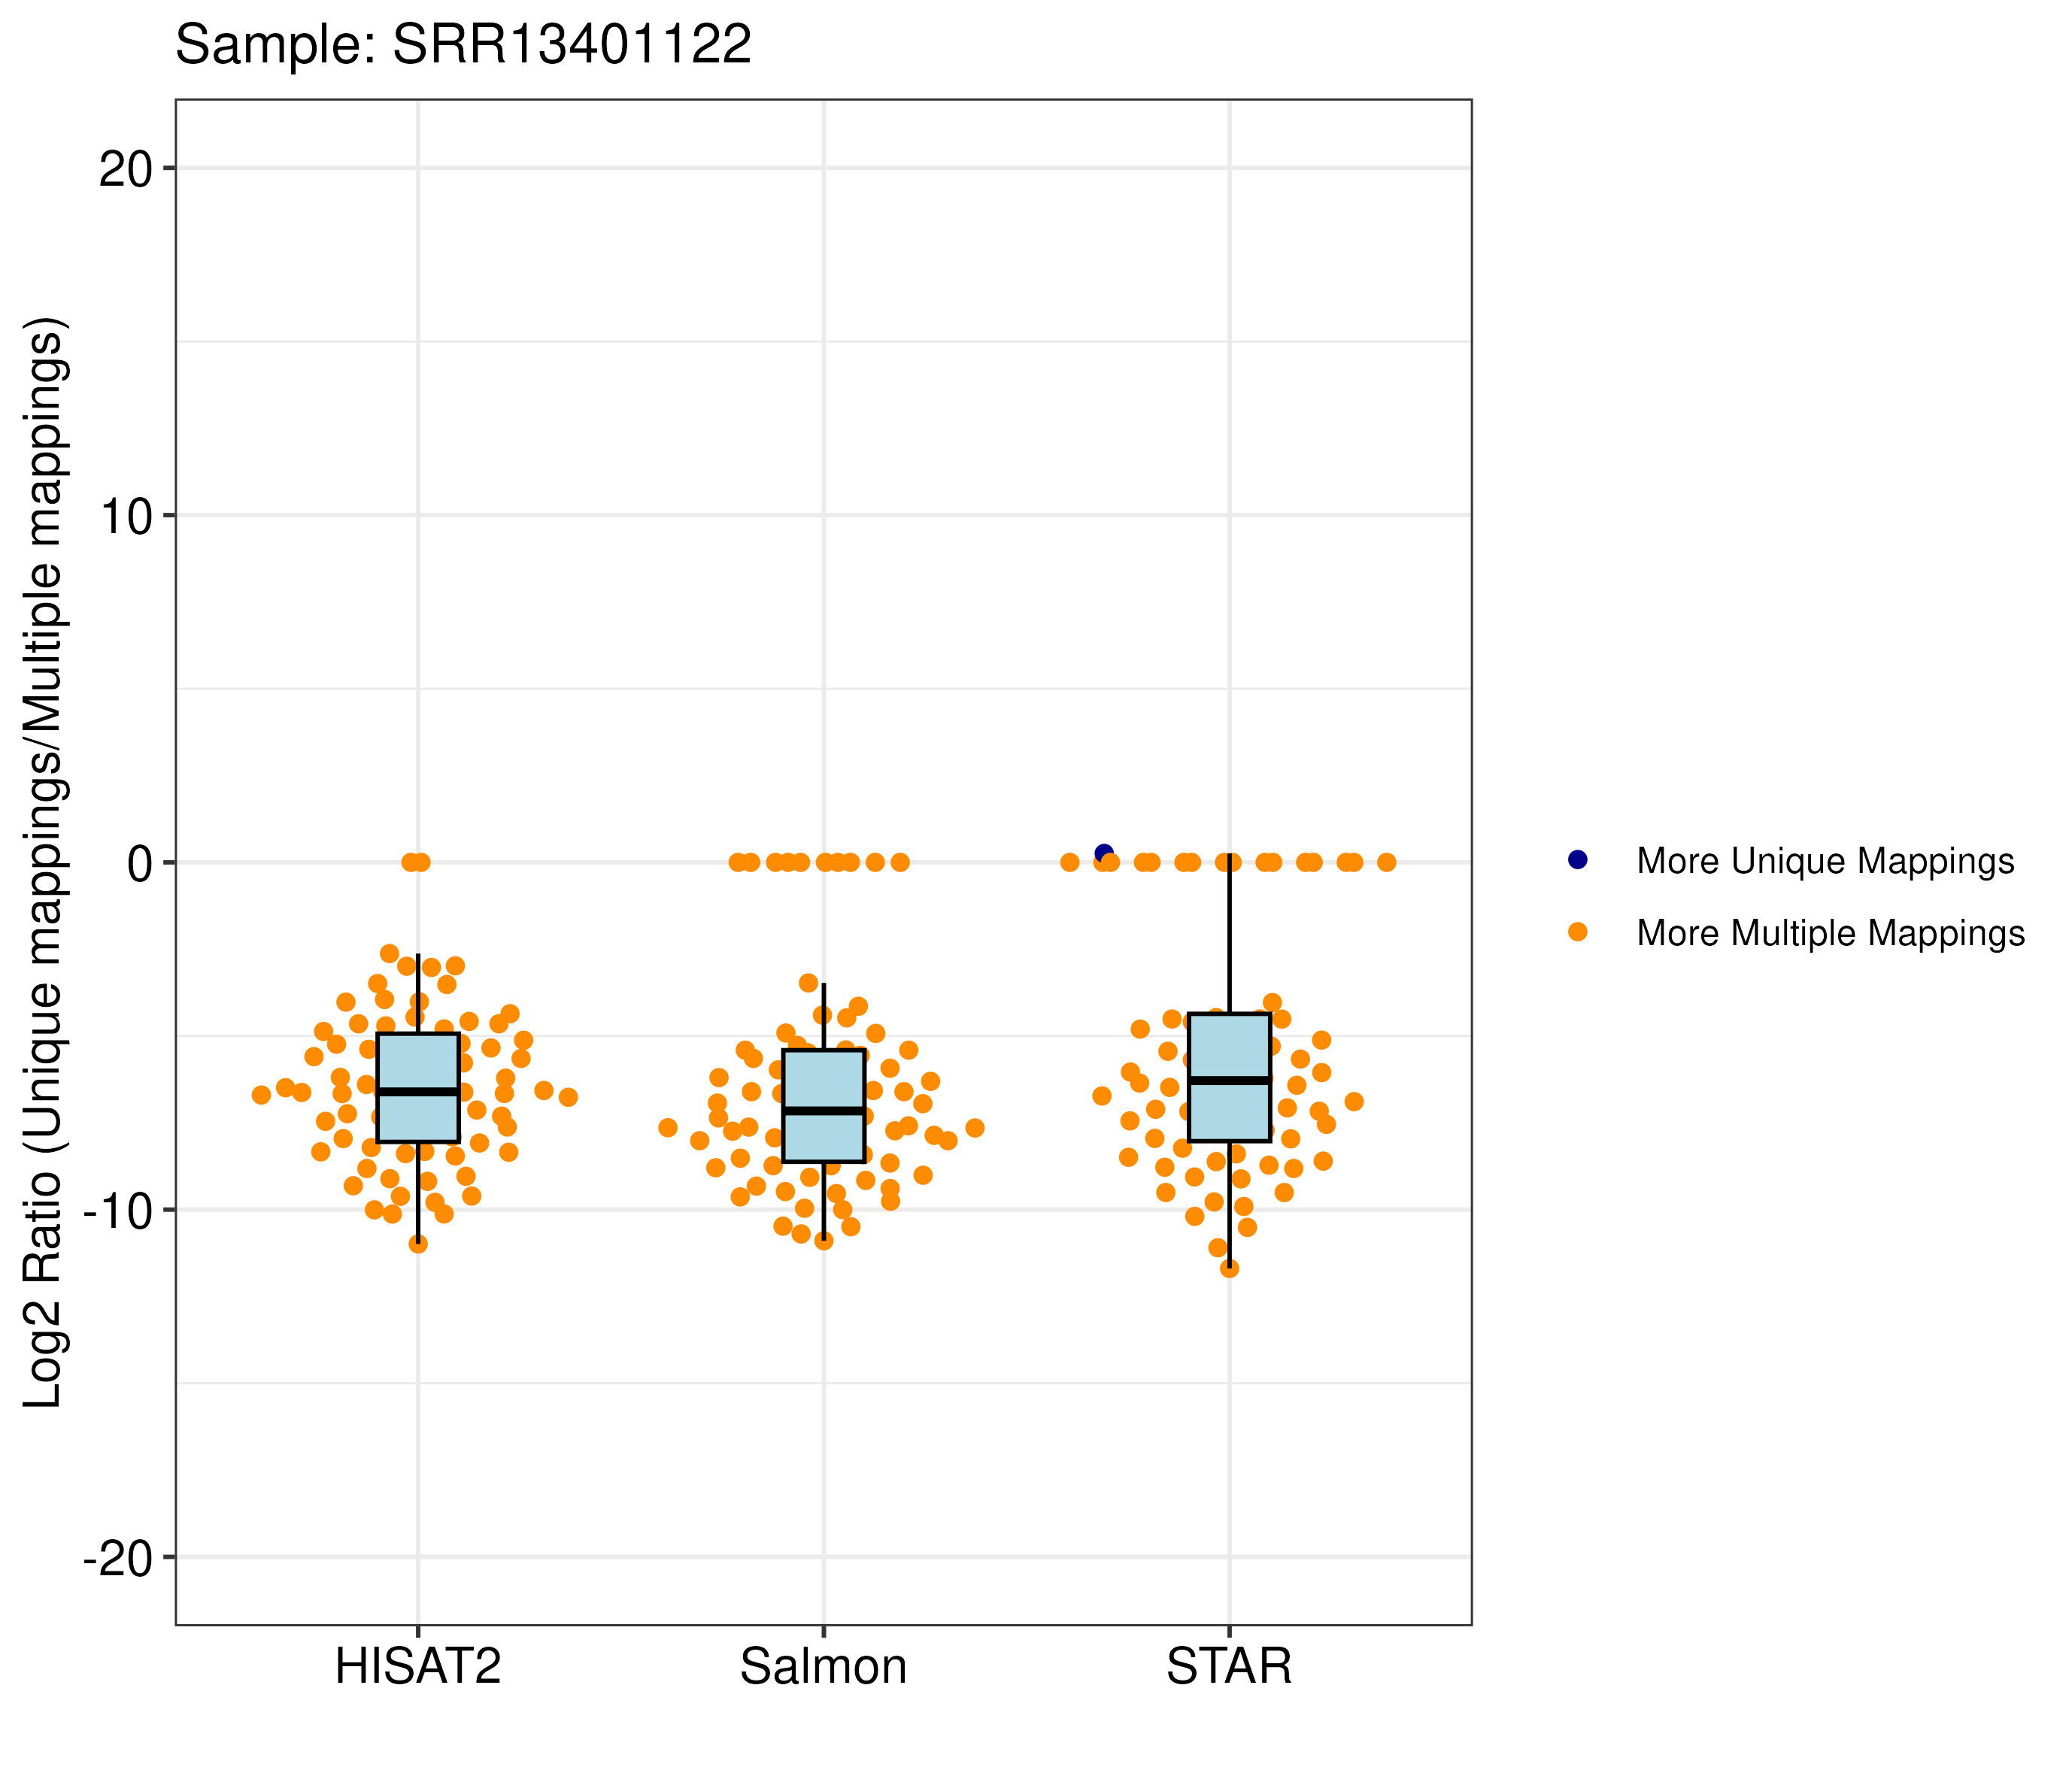 Sample: SRR13401122
Log2 Ratio (Unique mappings/Multiple mappings)
20
10
0
-10
-20
HISAT2
Salmon
STAR
More Unique Mappings
More Multiple Mappings